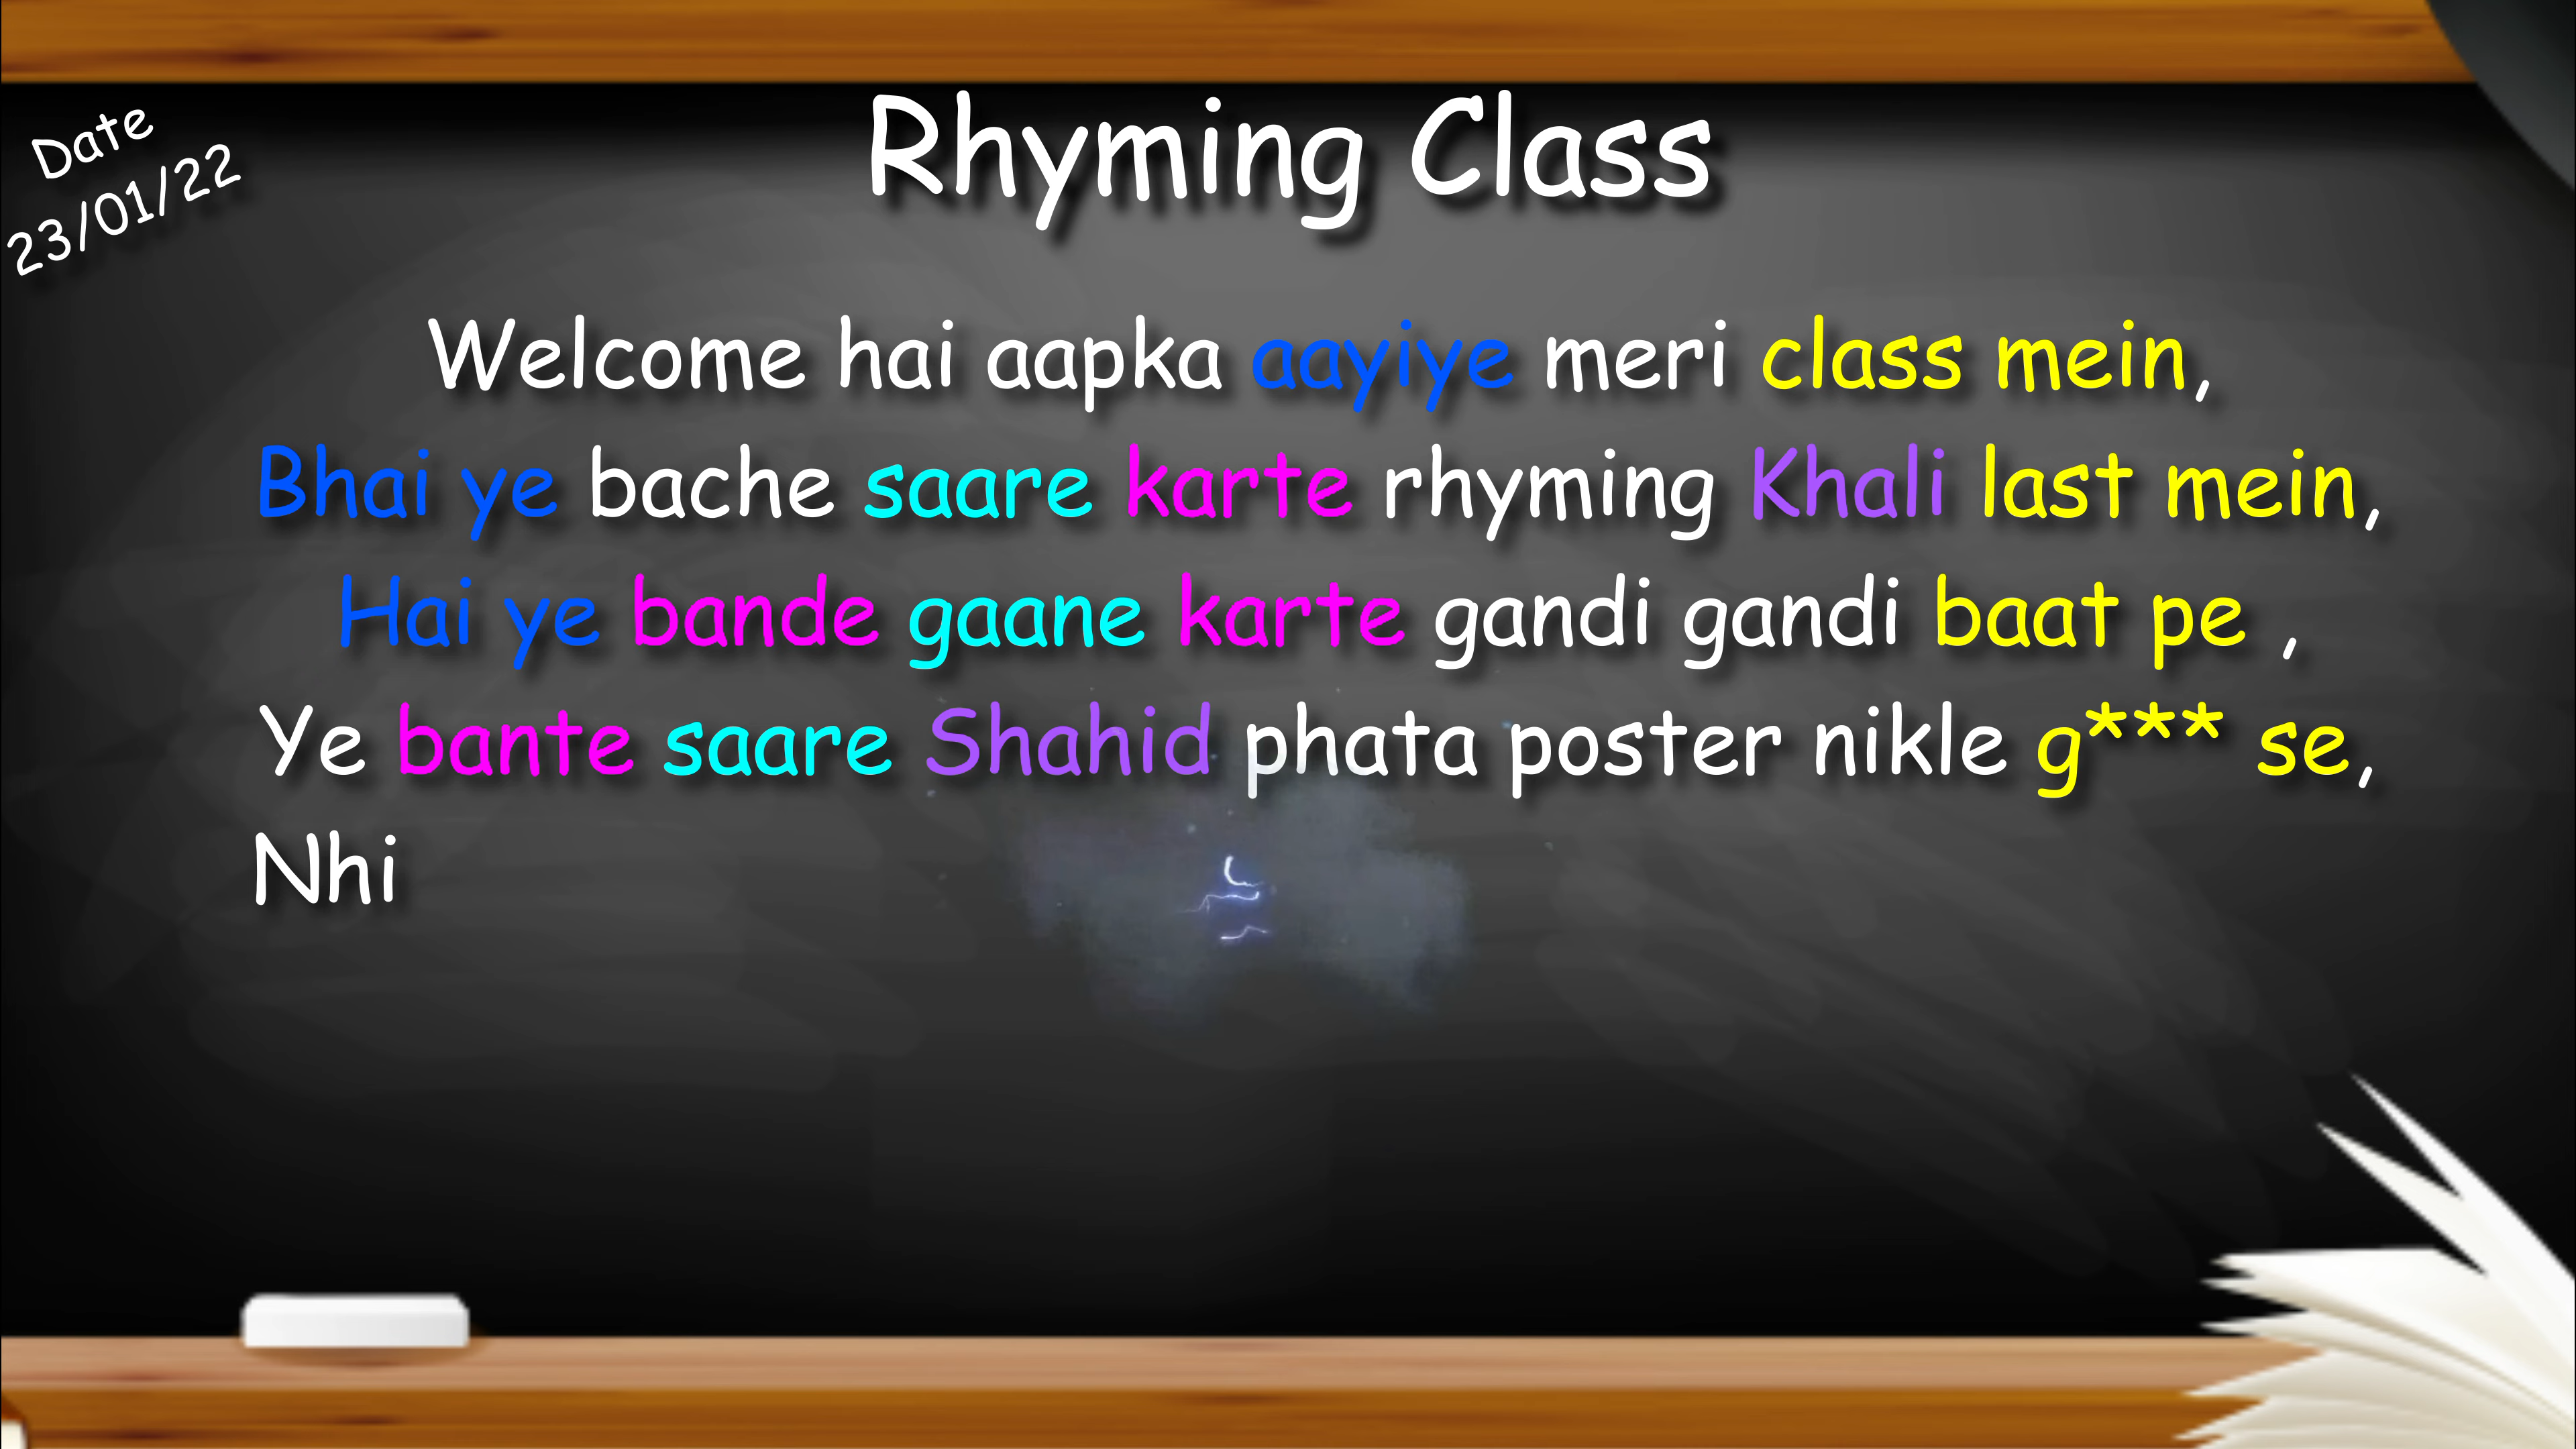 Rhyming Class
Date
23/01/22
Welcome hai aapka aayiye meri class mein,
Bhai ye bache saare karte rhyming Khali last mein,
Hai ye bande gaane karte gandi gandi baat pe ,
Ye bante saare Shahid phata poster nikle g*** se,
Nhi